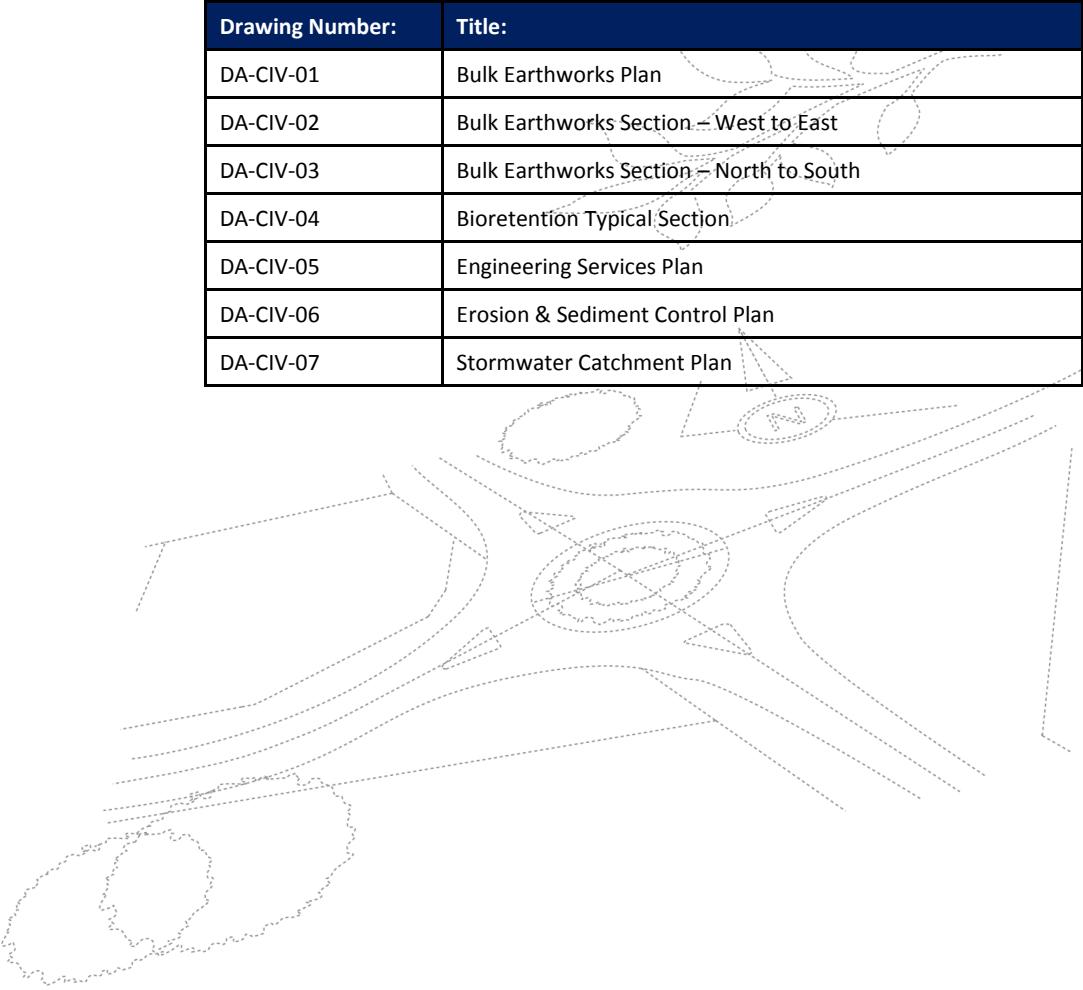 Drawing Number: Title:
DA-CIV-01 Bulk Earthworks Plan
DA-CIV-02 Bulk Earthworks Section – West to East
DA-CIV-03 Bulk Earthworks Section – North to South
DA-CIV-04 Bioretention Typical Section
DA-CIV-05 Engineering Services Plan
DA-CIV-06 Erosion & Sediment Control Plan
DA-CIV-07 Stormwater Catchment Plan
N